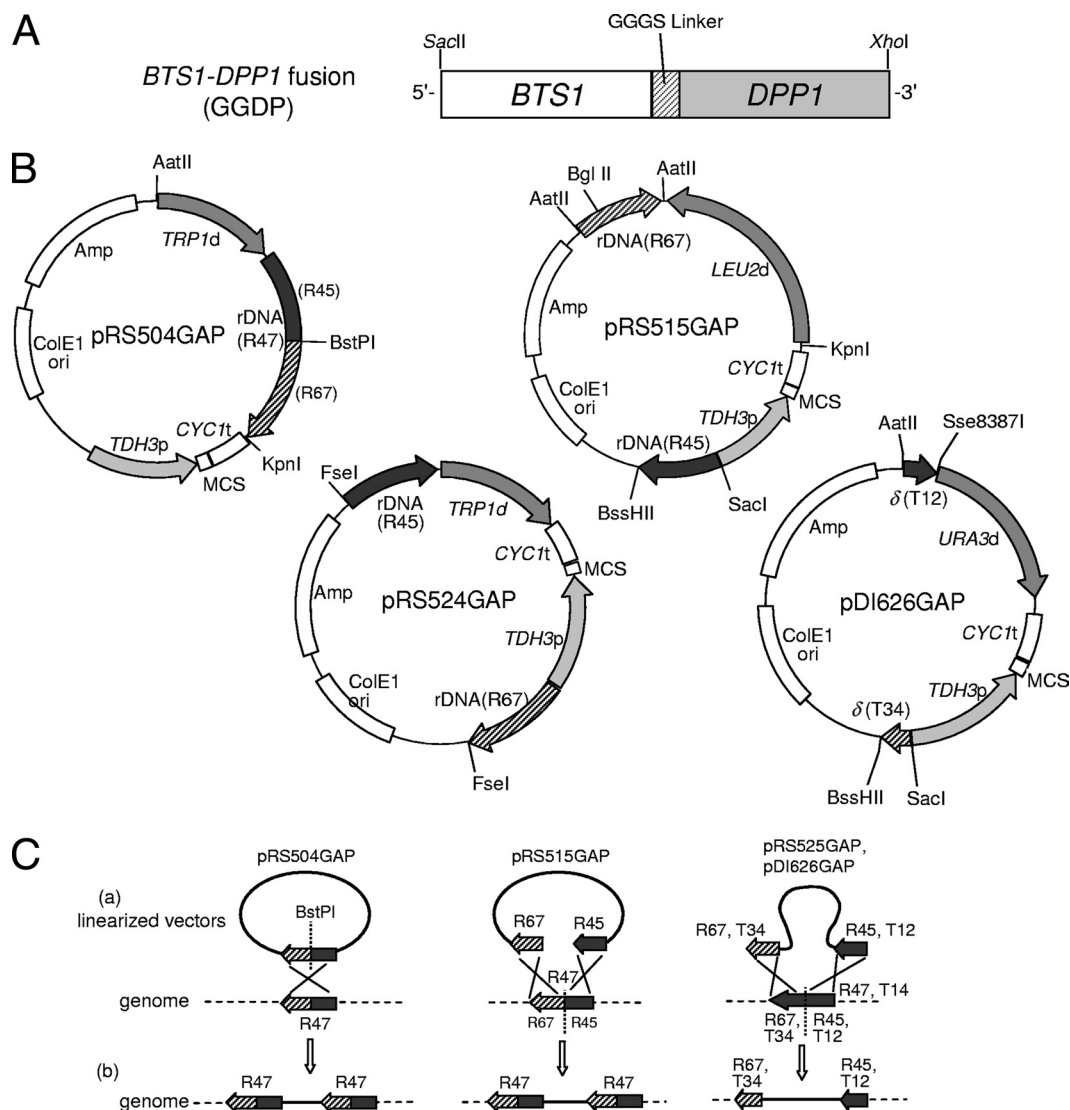 A
GGGS Linker
SacII
XhoI
BTS1-DPP1 fusion
(GGDP)
5'-
BTS1
DPP1
-3'
B
AatII
Amp
TRP1d
(R45)
rDNA
(R47)
BstPI
pRS504GAP
ColE1
ori
(R67)
CYC1t
TDH3p
KpnI
MCS
Bgl II
AatII
AatII
rDNA(R67)
LEU2d
Amp
pRS515GAP
KpnI
CYC1t
ColE1
ori
MCS
TDH3p
rDNA(R45)
BssHII
SacI
FseI
rDNA
(R45)
TRP1d
CYC1t
MCS
Amp
pRS524GAP
TDH3p
ColE1
ori
rDNA(R67)
FseI
AatII
Sse8387I
δ(T12)
Amp
URA3d
pDI626GAP
CYC1t
ColE1
ori
MCS
TDH3p
δ(T34)
BssHII
SacI
C
pRS504GAP
pRS515GAP
pRS525GAP,
pDI626GAP
(a)
linearized vectors
BstPI
R67
R45
R67, T34
R45, T12
R47
R47, T14
genome
R47
R67
R45
R67,
T34
R45,
T12
(b)
genome
R47
R47
R47
R47
R67,
T34
R45,
T12